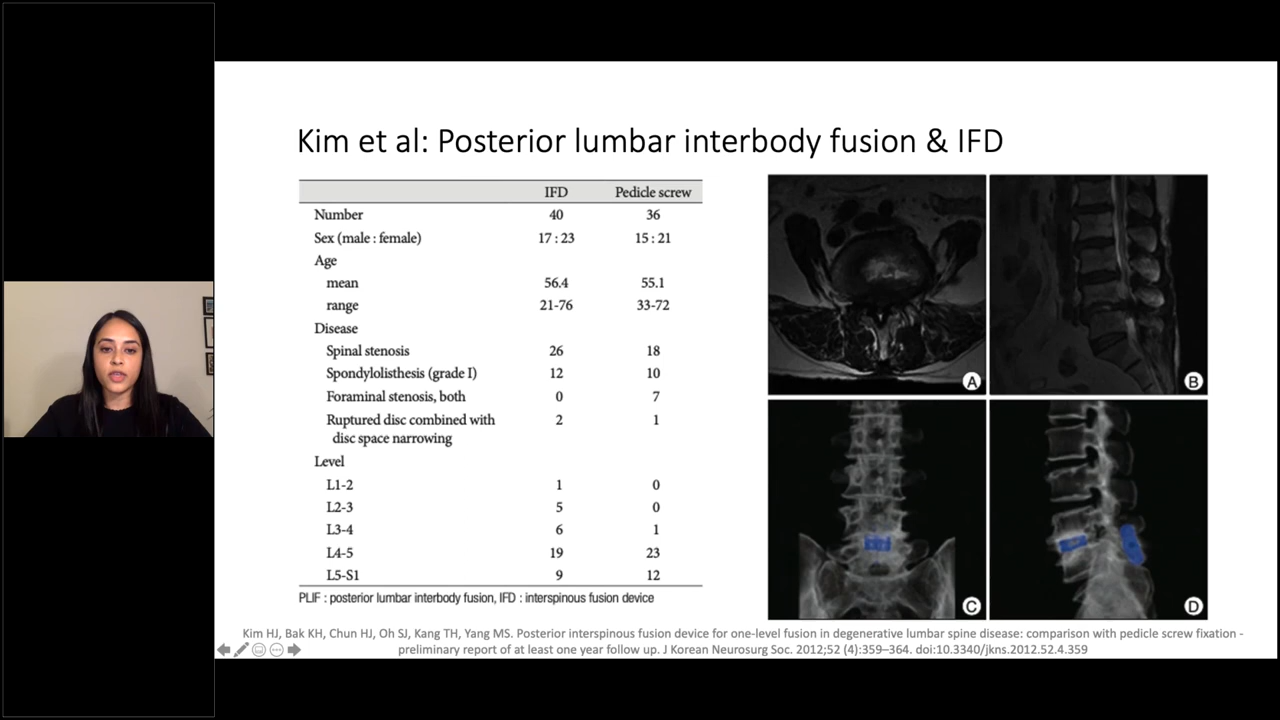 Kim et al: Posterior lumbar interbody fusion & IFD
IFD Pedicle screw
Number 40 36
Sex (male : female) 17 : 23 15 : 21
Age
mean 56.4 55.1
range 21-76 33-72
Disease
Spinal stenosis 26 18
Spondylolisthesis (grade I) 12 10
Foraminal stenosis, both 0 7
Ruptured disc combined with 2 1
disc space narrowing
Level
L1-2 1 0
L2-3 5 0
L3-4 6 1
L4-5 19 23
L5-S1 9 12
PLIF : posterior lumbar interbody fusion, IFD : interspinous fusion device
A
B
C
D
Kim HJ, Bak KH, Chun HJ, Oh SJ, Kang TH, Yang MS. Posterior interspinous fusion device for one-level fusion in degenerative lumbar spine disease: comparison with pedicle screw fixation -
preliminary report of at least one year follow up. J Korean Neurosurg Soc. 2012;52 (4):359–364. doi:10.3340/jkns.2012.52.4.359